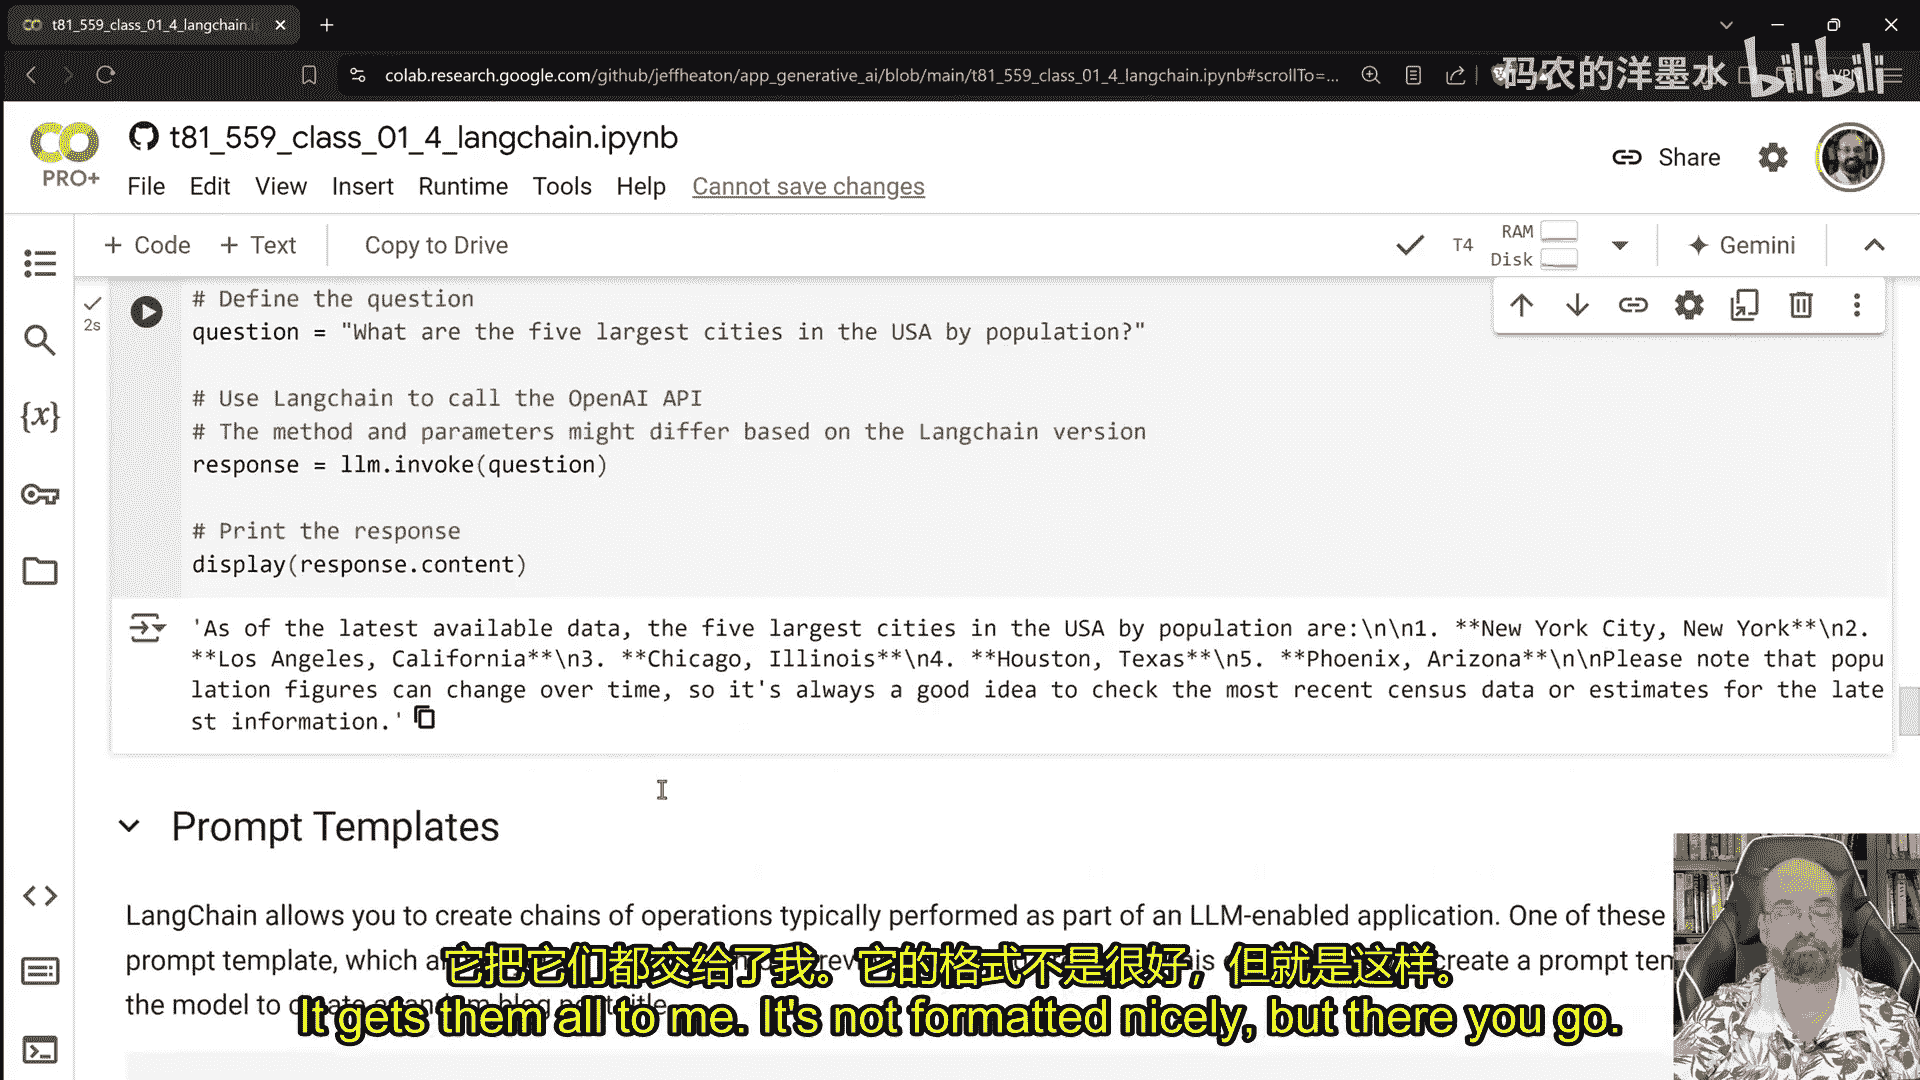 t81_559_class_01_4_langchain.i
colab.research.google.com/github/jeffheaton/app_generative_ai/blob/main/t81_559_class_01_4_langchain.ipynb#scrollTo=...
码农的洋墨水 bilibili
t81_559_class_01_4_langchain.ipynb
PRO+
File Edit View Insert Runtime Tools Help Cannot save changes
Share
+ Code + Text Copy to Drive
T4 RAM Disk Gemini
2s
# Define the question
question = "What are the five largest cities in the USA by population?"
# Use Langchain to call the OpenAI API
# The method and parameters might differ based on the Langchain version
response = llm.invoke(question)
# Print the response
display(response.content)
'As of the latest available data, the five largest cities in the USA by population are:\n\n1. **New York City, New York**\n2.
**Los Angeles, California**\n3. **Chicago, Illinois**\n4. **Houston, Texas**\n5. **Phoenix, Arizona**\n\nPlease note that popu
lation figures can change over time, so it's always a good idea to check the most recent census data or estimates for the late
st information.'
Prompt Templates
LangChain allows you to create chains of operations typically performed as part of an LLM-enabled application. One of these
prompt template, which create a prompt tem
the model to
它把它们都交给了我。它的格式不是很好，但就是这样。
It gets them all to me. It's not formatted nicely, but there you go.